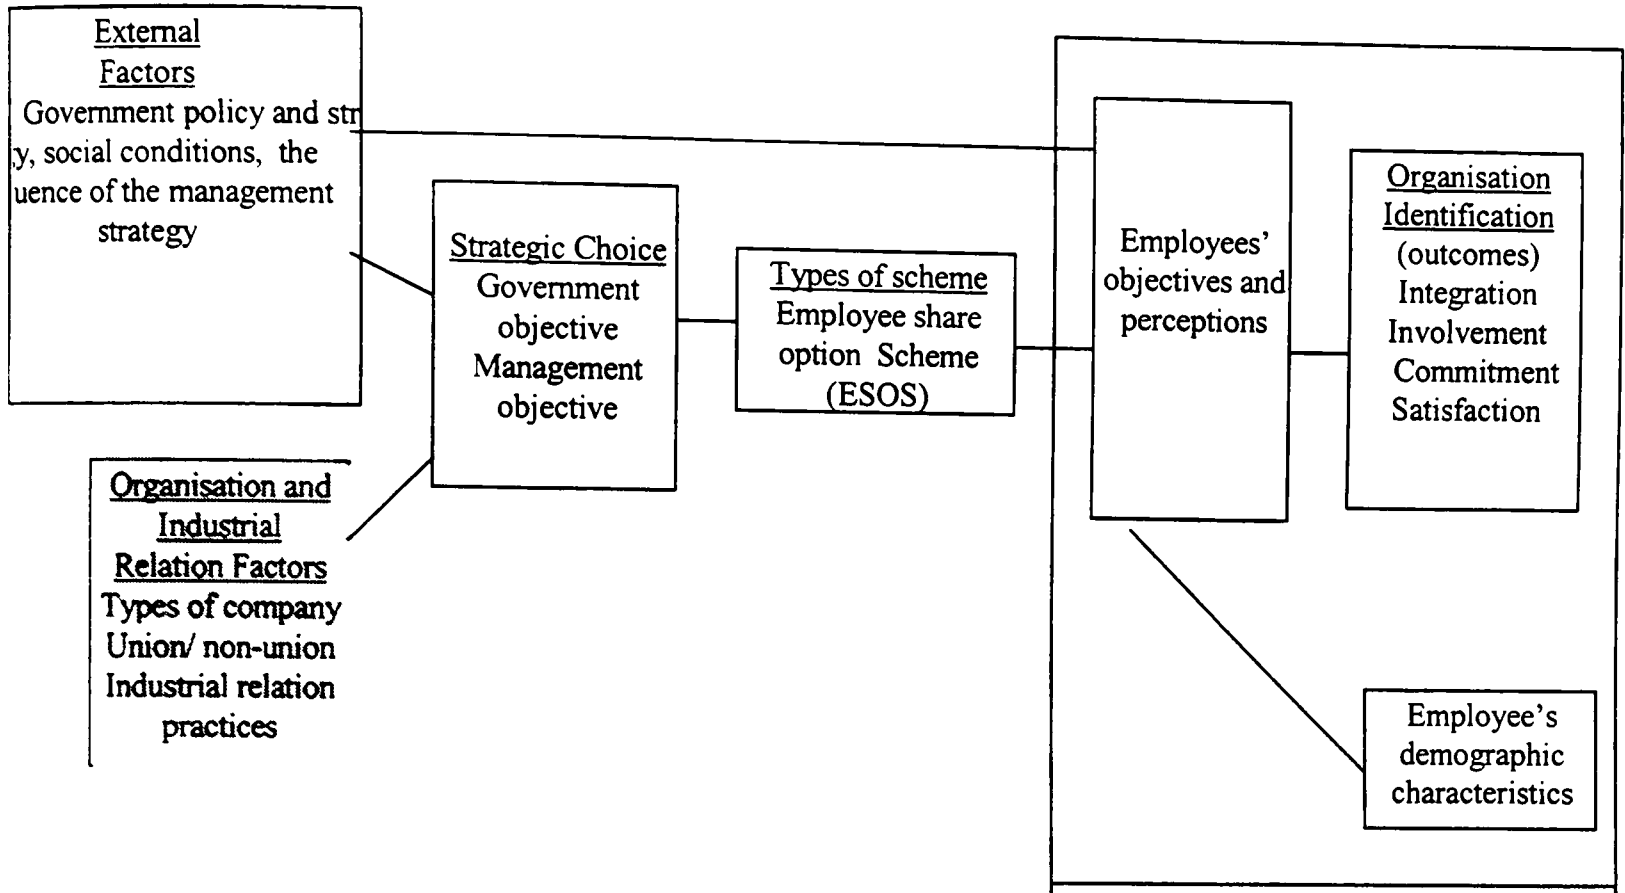 External
Factors
Government policy and str
y, social conditions, the
uence of the management
strategy
Strategic Choice
Government
objective
Management
objective
Organisation and
Industrial
Relation Factors
Types of company
Union/ non-union
Industrial relation
practices
Types of scheme
Employee share
option Scheme
(ESOS)
Employees’
objectives and
perceptions
Organisation
Identification
(outcomes)
Integration
Involvement
Commitment
Satisfaction
Employee’s
demographic
characteristics